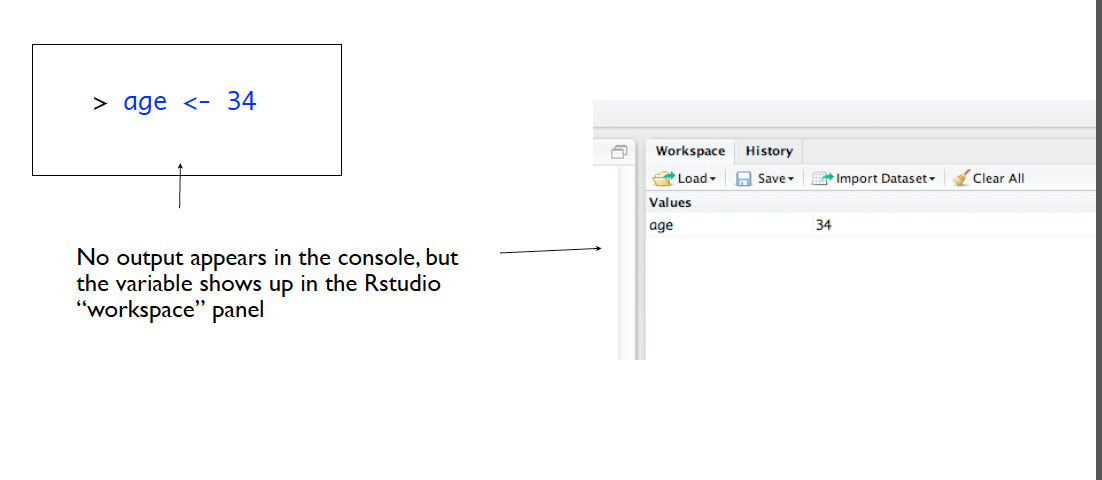 > age <- 34
No output appears in the console, but
the variable shows up in the Rstudio
“workspace” panel
Workspace History
Load Save Import Dataset Clear All
Values
age 34